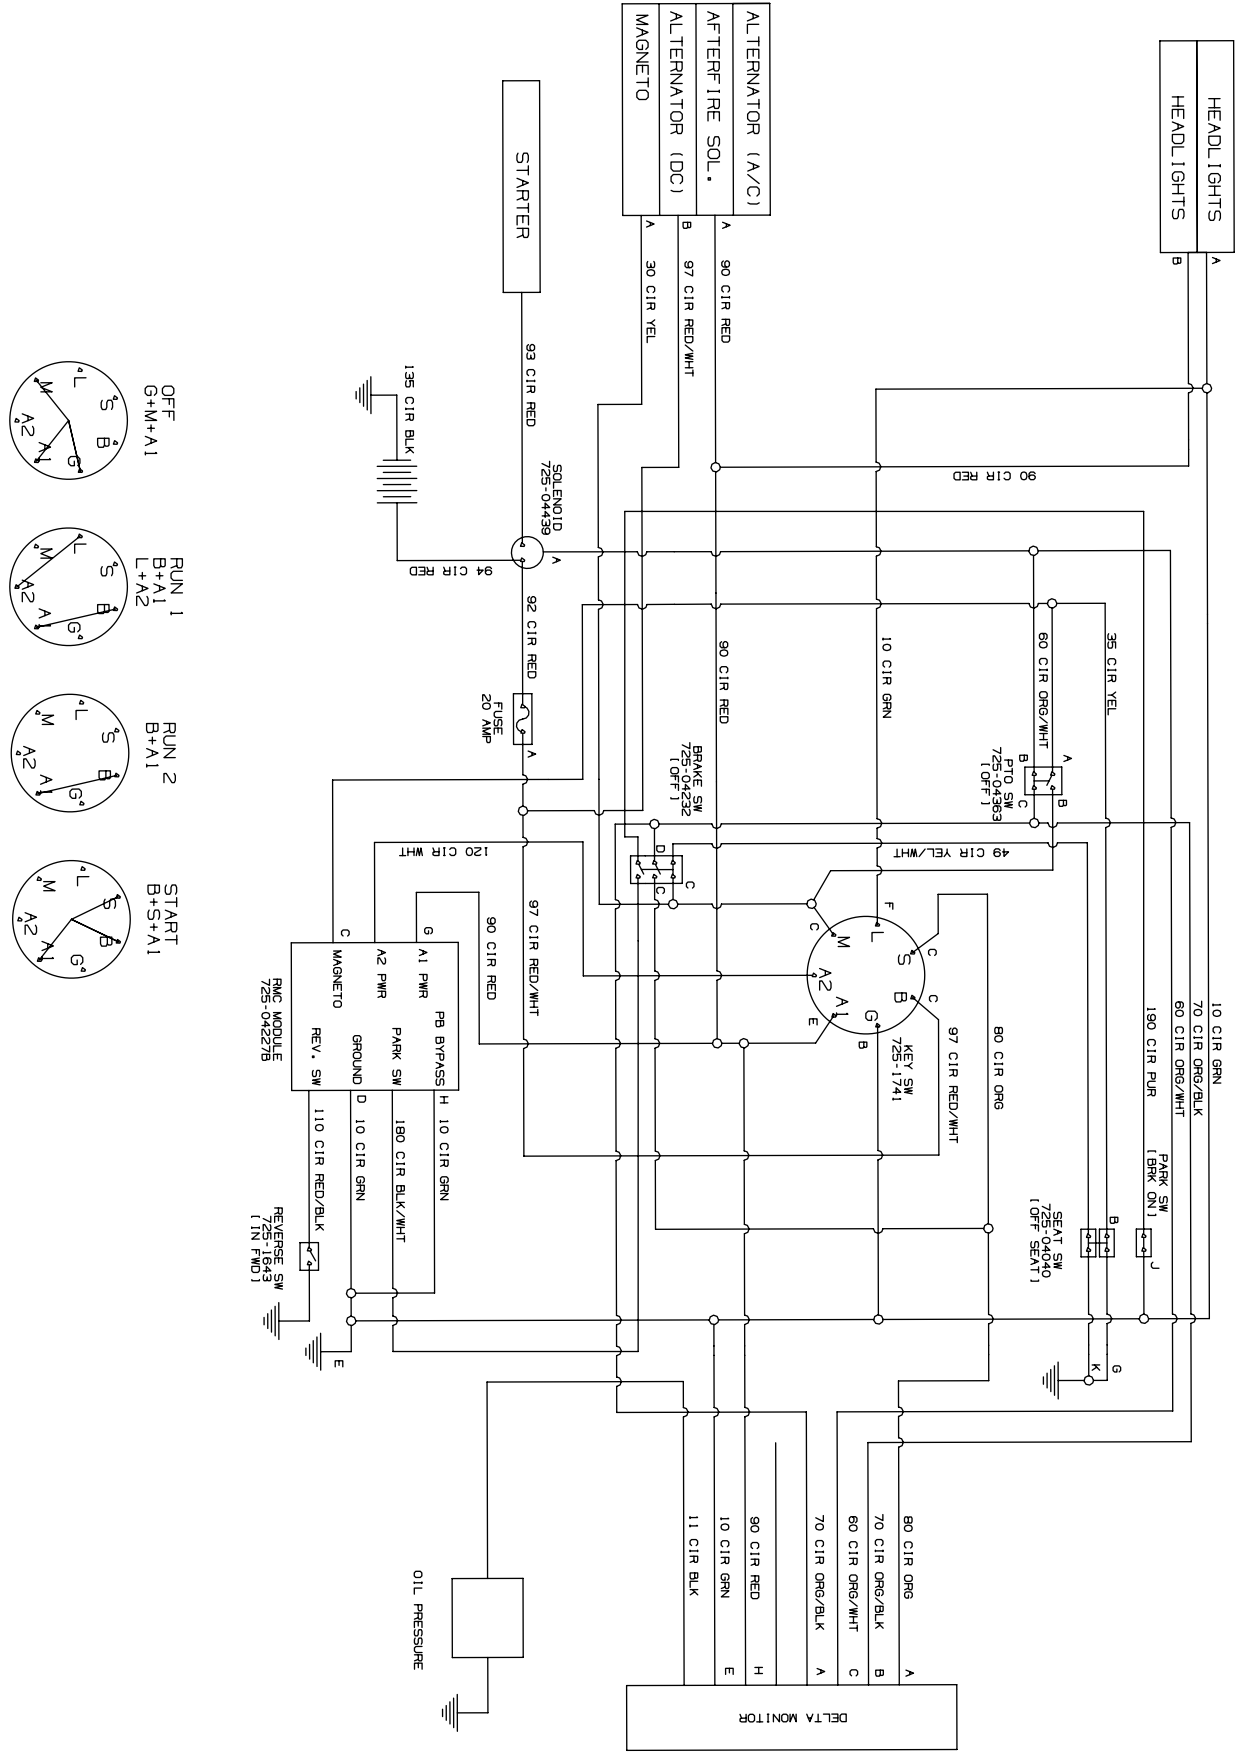 HEADLIGHTS
HEADLIGHTS
A
B
ALTERNATOR (A/C)
AFTERFIRE SOL.
ALTERNATOR (DC)
MAGNETO
A
B
A
90 CIR RED
97 CIR RED/WHT
30 CIR YEL
STARTER
93 CIR RED
135 CIR BLK
SOLENOID
725-04439
A
94 CIR RED
92 CIR RED
FUSE
20 AMP
A
90 CIR RED
10 CIR GRN
90 CIR RED
35 CIR YEL
60 CIR ORG/WHT
A
B
B
C
PTO SW
725-04363
[OFF]
BRAKE SW
725-04232
[OFF]
D
C
C
49 CIR YEL/WHT
120 CIR WHT
97 CIR RED/WHT
90 CIR RED
F
L
C
S
C
B
B
G
E
A1
A2
C
M
KEY SW
725-1741
97 CIR RED/WHT
80 CIR ORG
10 CIR GRN
70 CIR ORG/BLK
60 CIR ORG/WHT
190 CIR PUR
PARK SW
[BRK ON]
J
SEAT SW
725-04040
[OFF SEAT]
B
G
K
C
G
MAGNETO
A2 PWR
A1 PWR
PB BYPASS
PARK SW
GROUND
REV. SW
RMC MODULE
725-04227B
H
D
10 CIR GRN
180 CIR BLK/WHT
10 CIR GRN
110 CIR RED/BLK
REVERSE SW
725-1643
[IN FWD]
E
OIL PRESSURE
80 CIR ORG
70 CIR ORG/BLK
60 CIR ORG/WHT
70 CIR ORG/BLK
90 CIR RED
10 CIR GRN
11 CIR BLK
A
B
C
A
H
E
DELTA MONITOR
OFF
G+M+A1
L
S
B
G
A1
A2
M
RUN 1
B+A1
L+A2
L
S
B
G
A1
A2
M
RUN 2
B+A1
L
S
B
G
A1
A2
M
START
B+S+A1
L
S
B
G
A1
A2
M